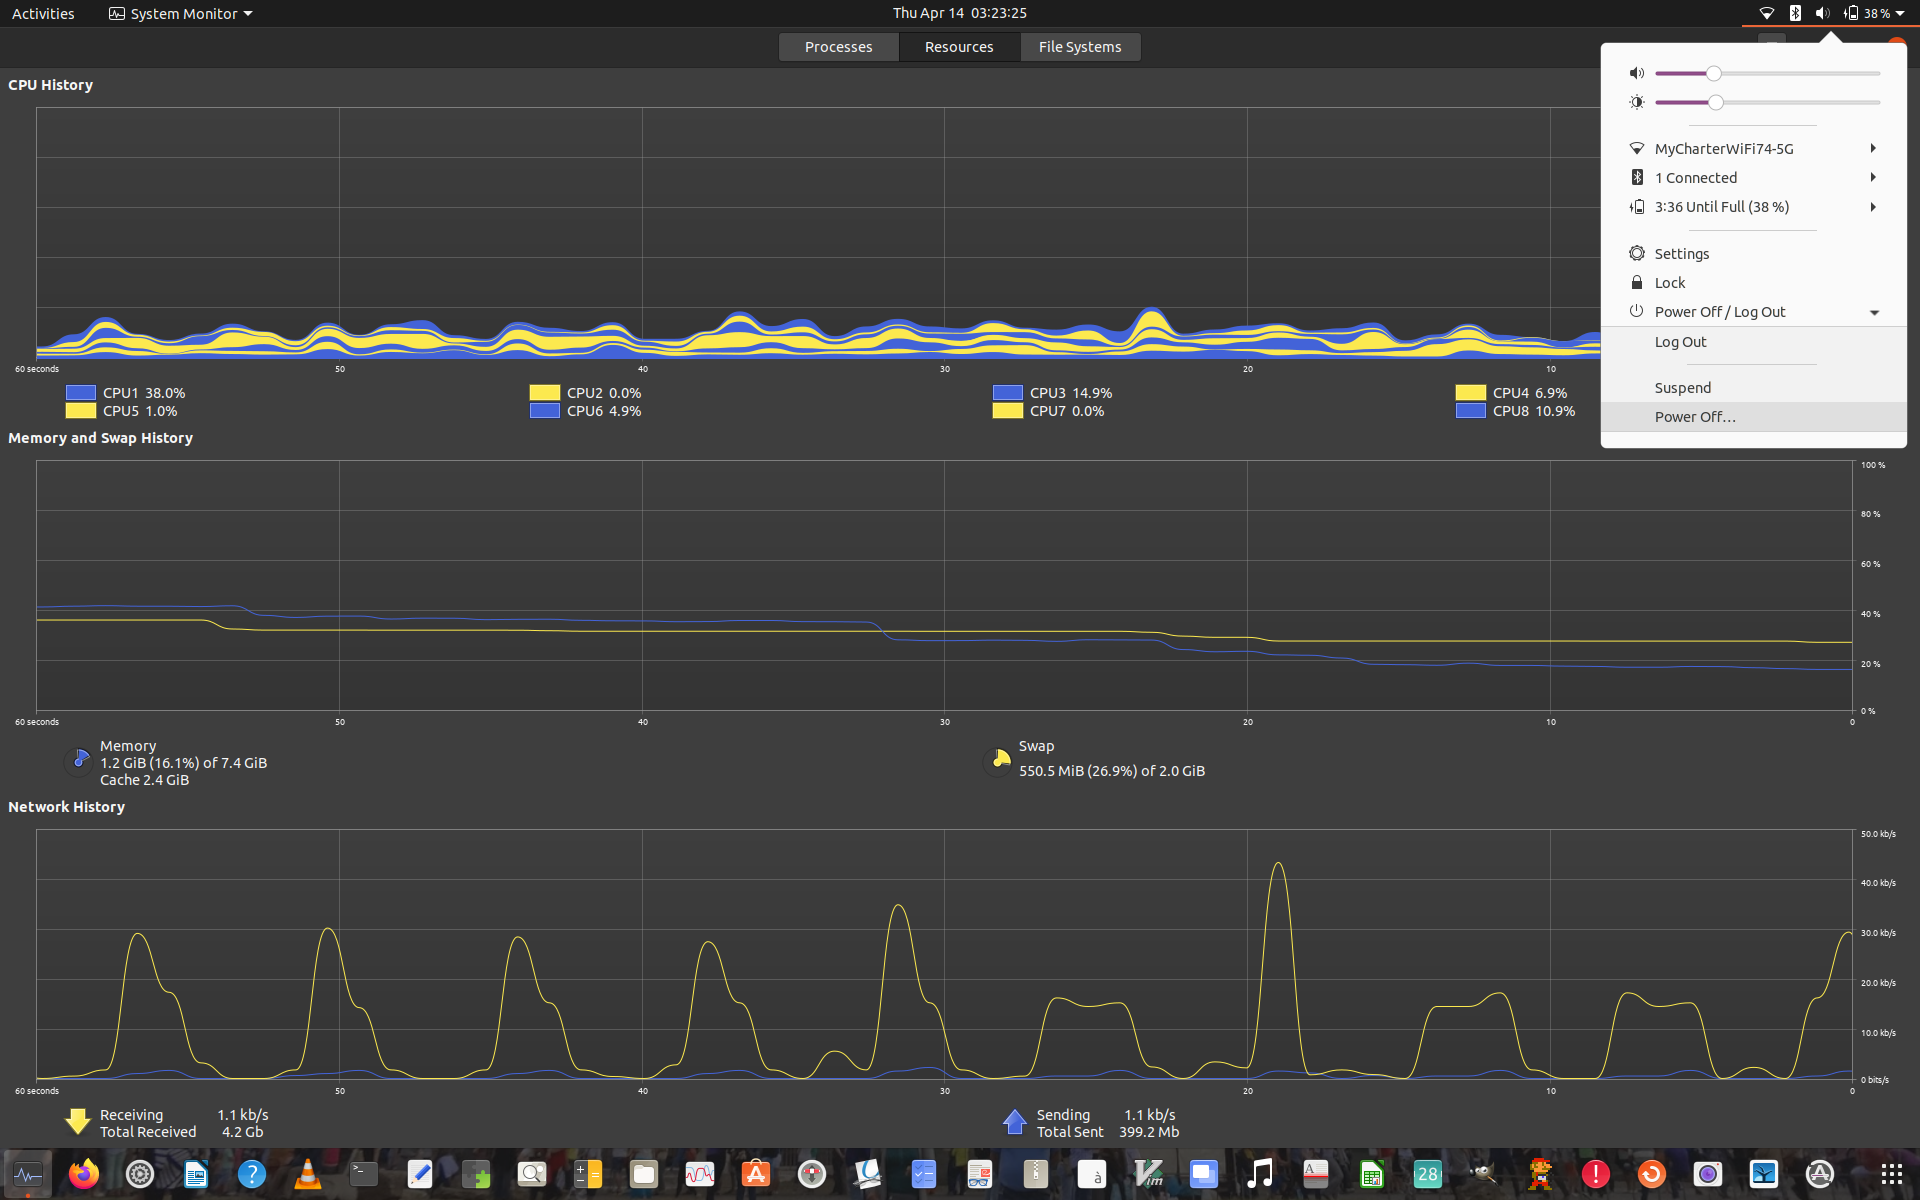 Activities
System Monitor
Thu Apr 14 03:23:25
38 %
Processes
Resources
File Systems
CPU History
60 seconds
50
40
30
20
10
CPU1 38.0%
CPU2 0.0%
CPU3 14.9%
CPU4 6.9%
CPU5 1.0%
CPU6 4.9%
CPU7 0.0%
CPU8 10.9%
MyCharterWiFi74-5G
1 Connected
3:36 Until Full (38 %)
Settings
Lock
Power Off / Log Out
Log Out
Suspend
Power Off…
Memory and Swap History
100 %
80 %
60 %
40 %
20 %
0 %
60 seconds
50
40
30
20
10
0
Memory
1.2 GiB (16.1%) of 7.4 GiB
Cache 2.4 GiB
Swap
550.5 MiB (26.9%) of 2.0 GiB
Network History
50.0 kb/s
40.0 kb/s
30.0 kb/s
20.0 kb/s
10.0 kb/s
0 bits/s
60 seconds
50
40
30
20
10
0
Receiving 1.1 kb/s
Total Received 4.2 Gb
Sending 1.1 kb/s
Total Sent 399.2 Mb
>_
?
à
Vim
A
28
!